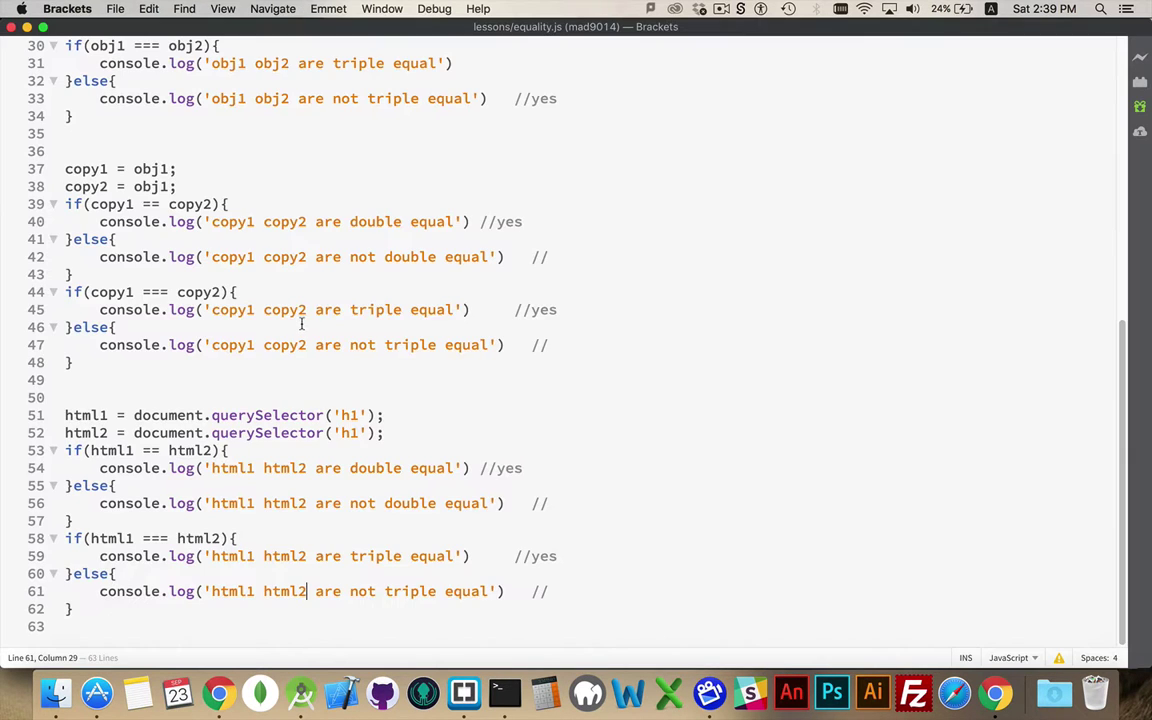 Brackets File Edit Find View Navigate Emmet Window Debug Help 24% A Sat 2:39 PM
lessons/equality.js (mad9014) — Brackets
30 if(obj1 === obj2){
31 console.log('obj1 obj2 are triple equal')
32 }else{
33 console.log('obj1 obj2 are not triple equal') //yes
34 }
35
36
37 copy1 = obj1;
38 copy2 = obj1;
39 if(copy1 == copy2){
40 console.log('copy1 copy2 are double equal') //yes
41 }else{
42 console.log('copy1 copy2 are not double equal') //
43 }
44 if(copy1 === copy2){
45 console.log('copy1 copy2 are triple equal') //yes
46 }else{
47 console.log('copy1 copy2 are not triple equal') //
48 }
49
50
51 html1 = document.querySelector('h1');
52 html2 = document.querySelector('h1');
53 if(html1 == html2){
54 console.log('html1 html2 are double equal') //yes
55 }else{
56 console.log('html1 html2 are not double equal') //
57 }
58 if(html1 === html2){
59 console.log('html1 html2 are triple equal') //yes
60 }else{
61 console.log('html1 html2 are not triple equal') //
62 }
63
Line 61, Column 29 — 63 Lines INS JavaScript Spaces: 4
SEP 23 An Ps Ai Fz